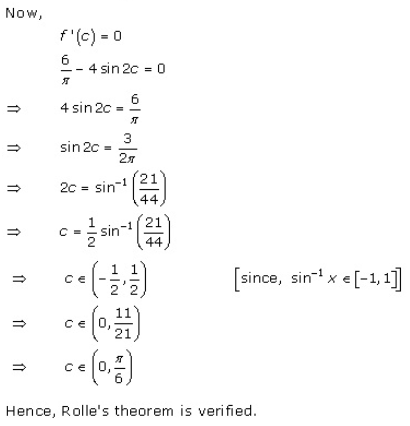 Now,
f'(c) = 0
6/π − 4 sin 2c = 0
⇒ 4 sin 2c = 6/π
⇒ sin 2c = 3/2π
⇒ 2c = sin⁻¹(21/44)
⇒ c = 1/2 sin⁻¹(21/44)
⇒ c ∈ (−1/2, 1/2) [since, sin⁻¹ x ∈ [−1, 1]]
⇒ c ∈ (0, 11/21)
⇒ c ∈ (0, π/6)
Hence, Rolle's theorem is verified.